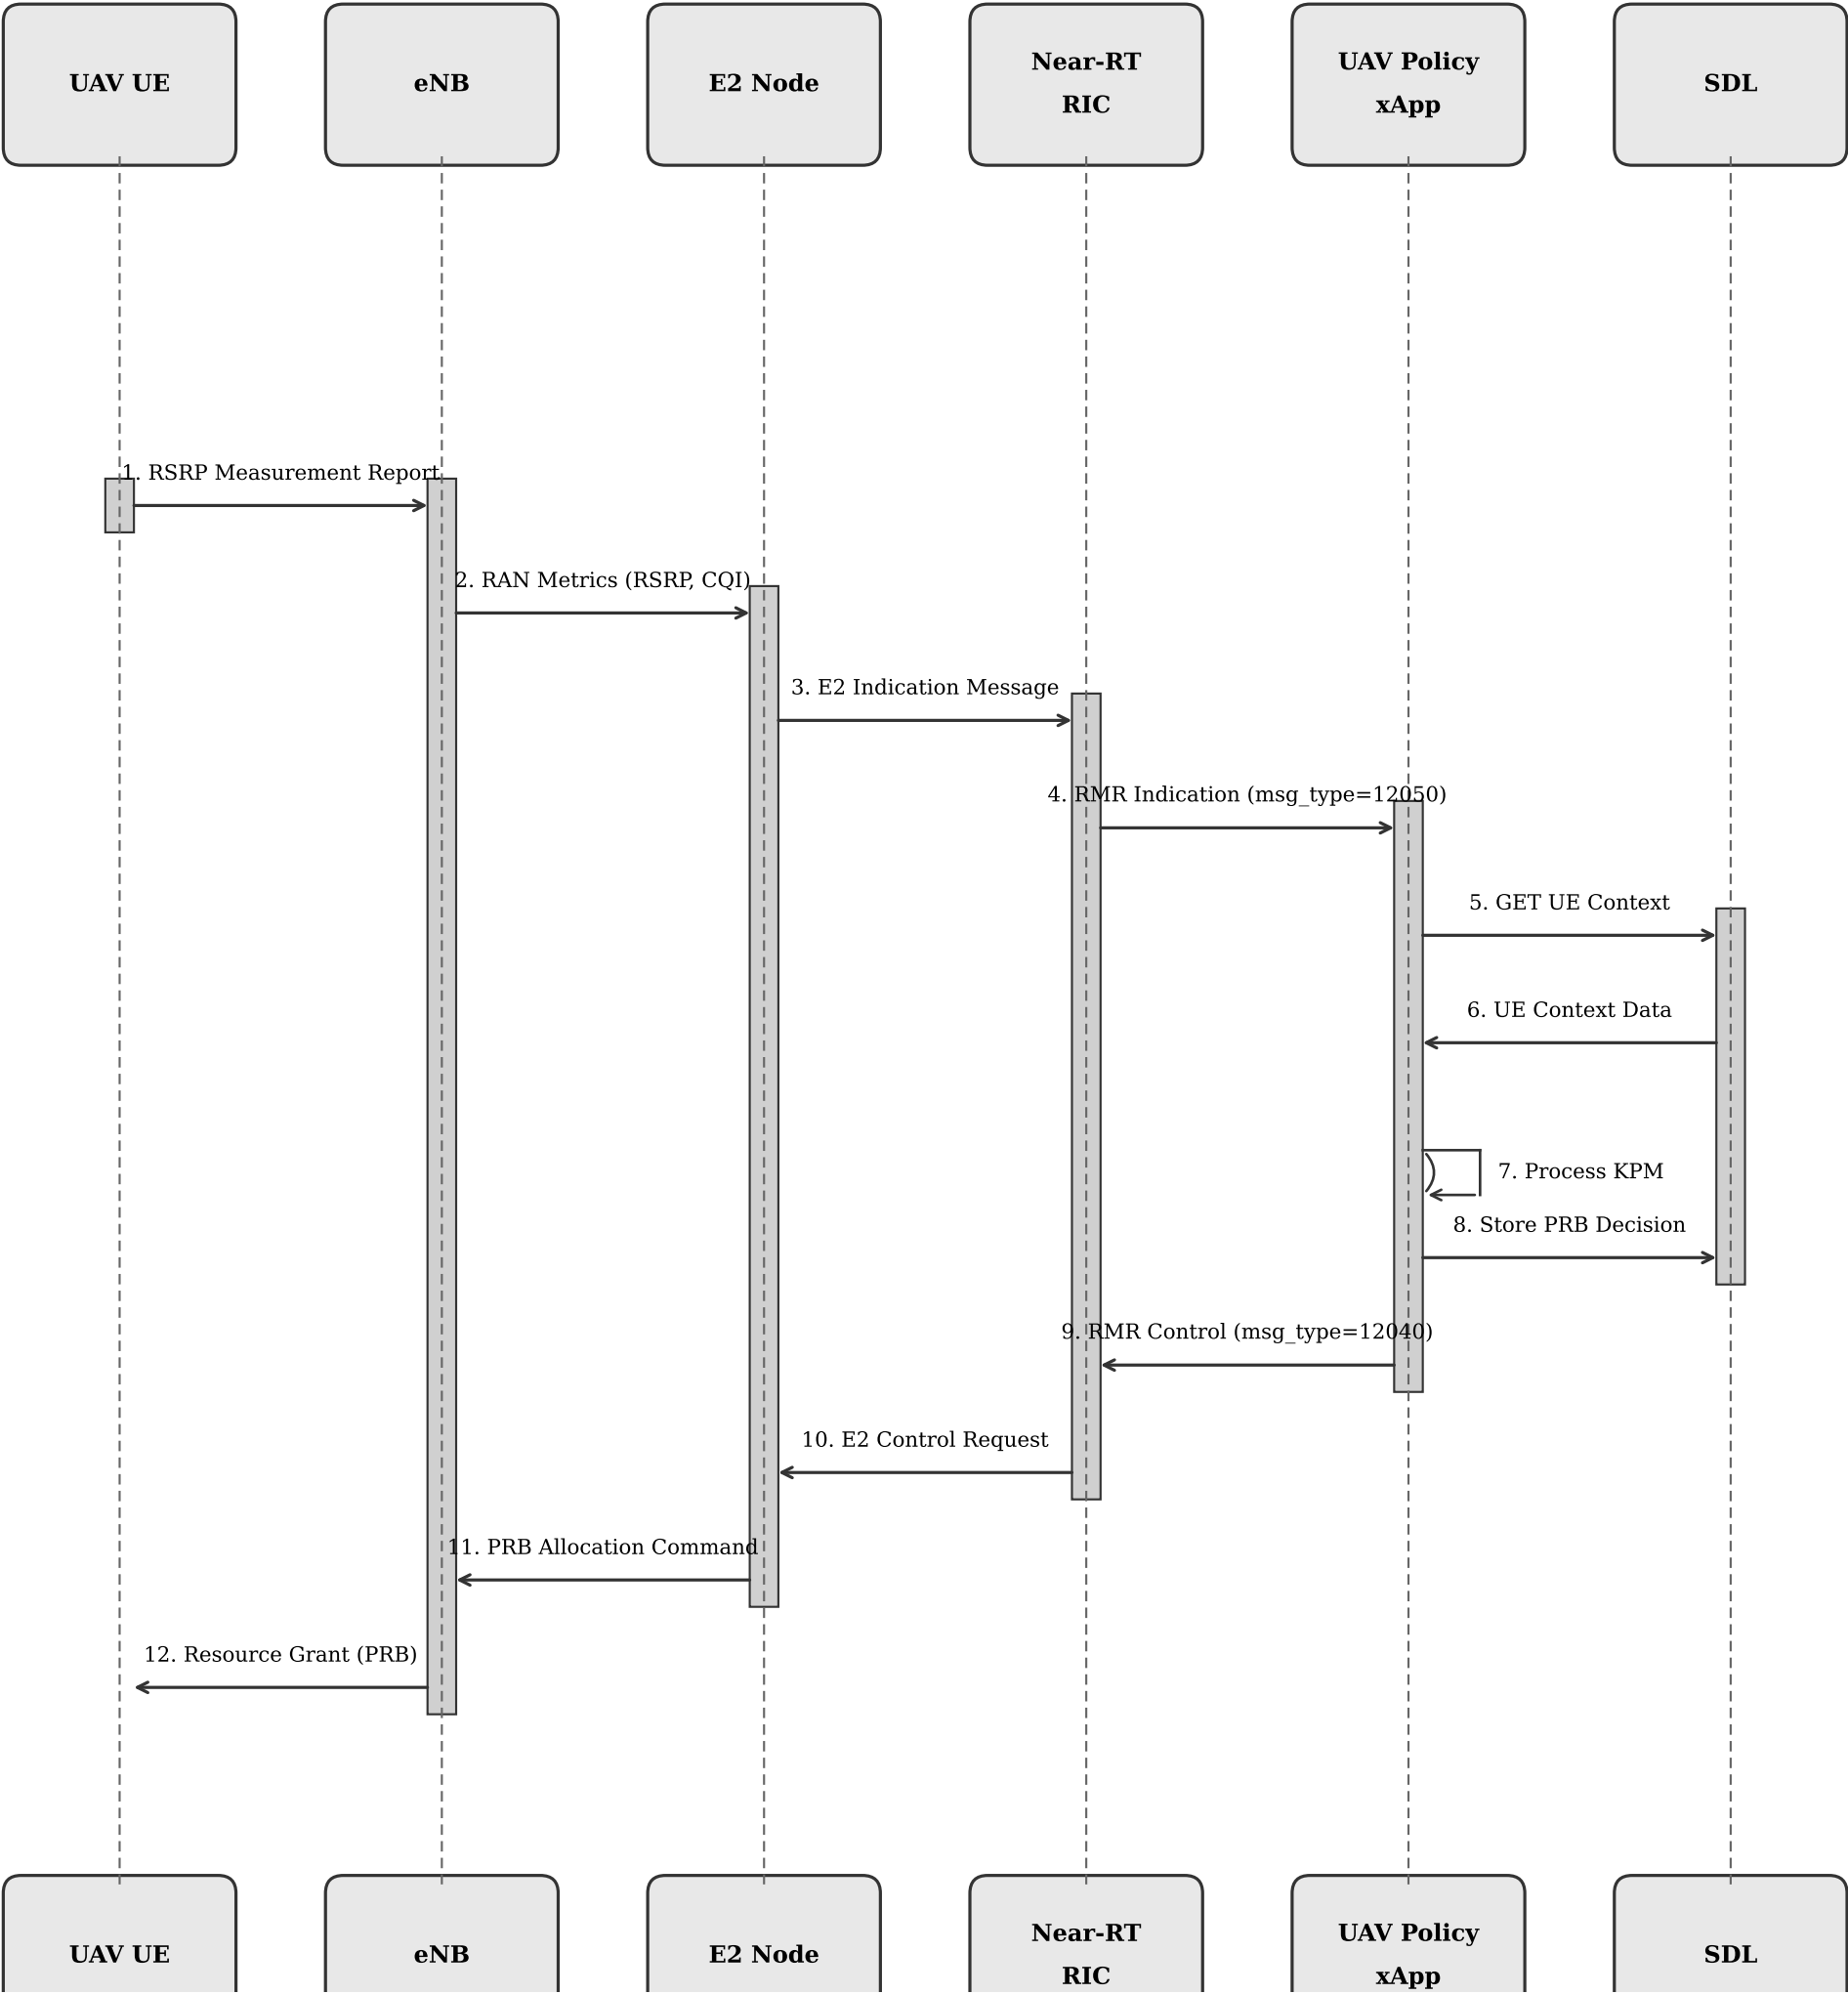 UAV UE
eNB
E2 Node
Near-RT
RIC
UAV Policy
xApp
SDL
1. RSRP Measurement Report
2. RAN Metrics (RSRP, CQI)
3. E2 Indication Message
4. RMR Indication (msg_type=12050)
5. GET UE Context
6. UE Context Data
7. Process KPM
8. Store PRB Decision
9. RMR Control (msg_type=12040)
10. E2 Control Request
11. PRB Allocation Command
12. Resource Grant (PRB)
UAV UE
eNB
E2 Node
Near-RT
RIC
UAV Policy
xApp
SDL